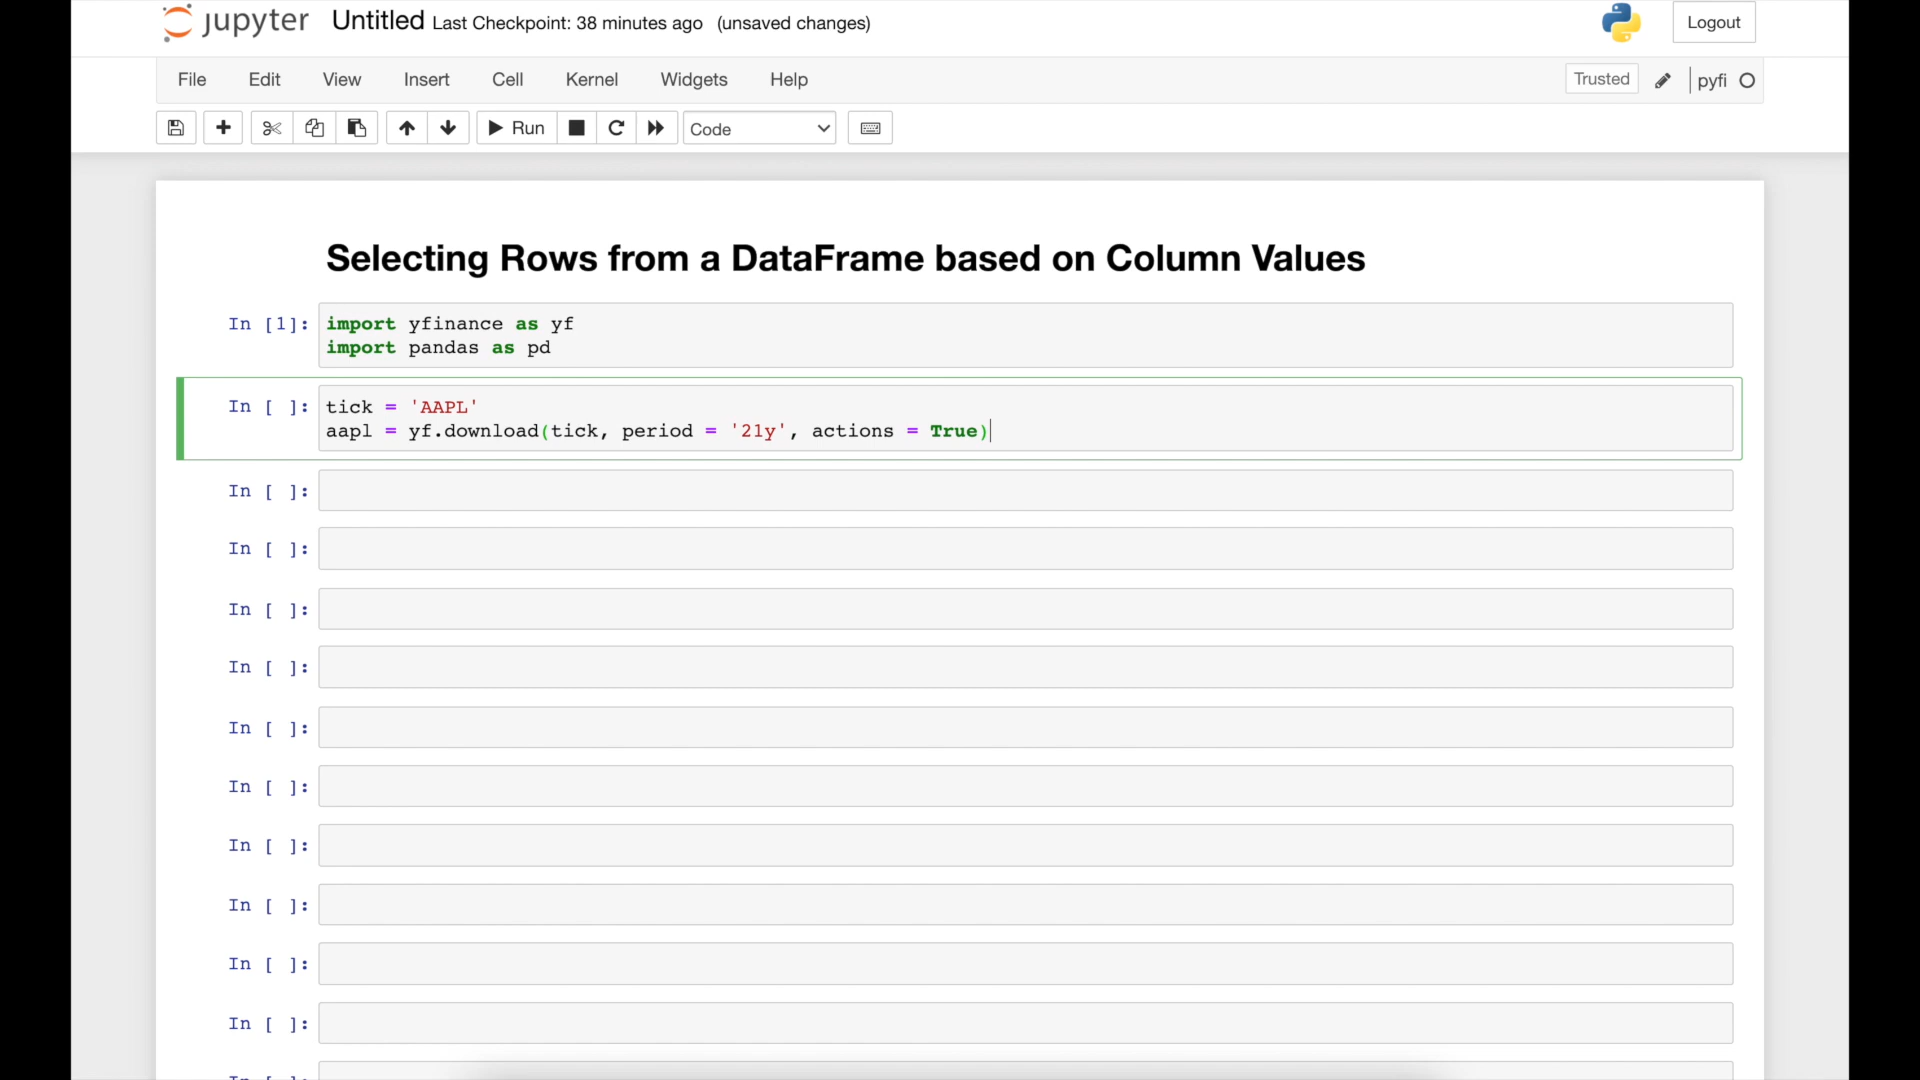 jupyter Untitled Last Checkpoint: 38 minutes ago (unsaved changes) Logout
File Edit View Insert Cell Kernel Widgets Help Trusted pyfi
Run Code
Selecting Rows from a DataFrame based on Column Values
In [1]: import yfinance as yf
import pandas as pd
In [ ]: tick = 'AAPL'
aapl = yf.download(tick, period = '21y', actions = True)
In [ ]:
In [ ]:
In [ ]:
In [ ]:
In [ ]:
In [ ]:
In [ ]:
In [ ]:
In [ ]:
In [ ]: